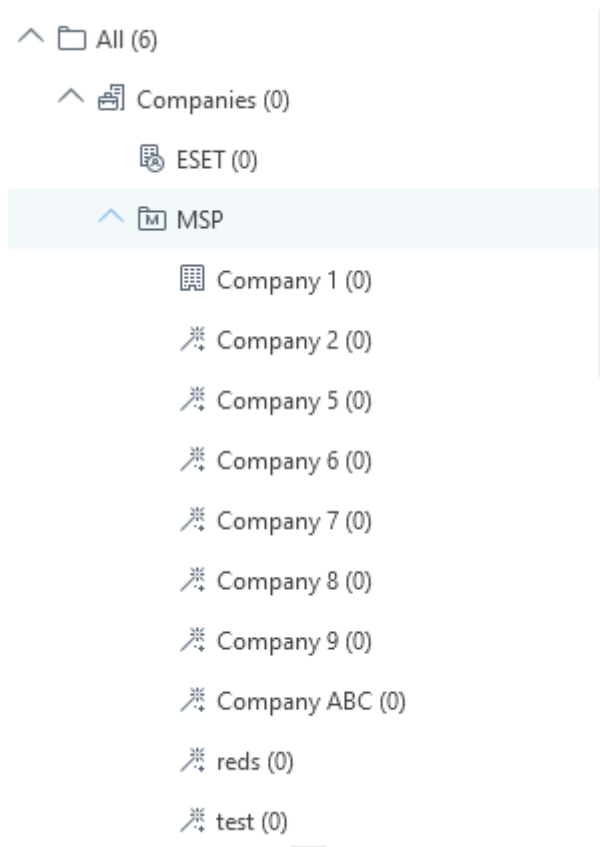 All (6)
Companies (0)
ESET (0)
MSP
Company 1 (0)
Company 2 (0)
Company 5 (0)
Company 6 (0)
Company 7 (0)
Company 8 (0)
Company 9 (0)
Company ABC (0)
reds (0)
test (0)